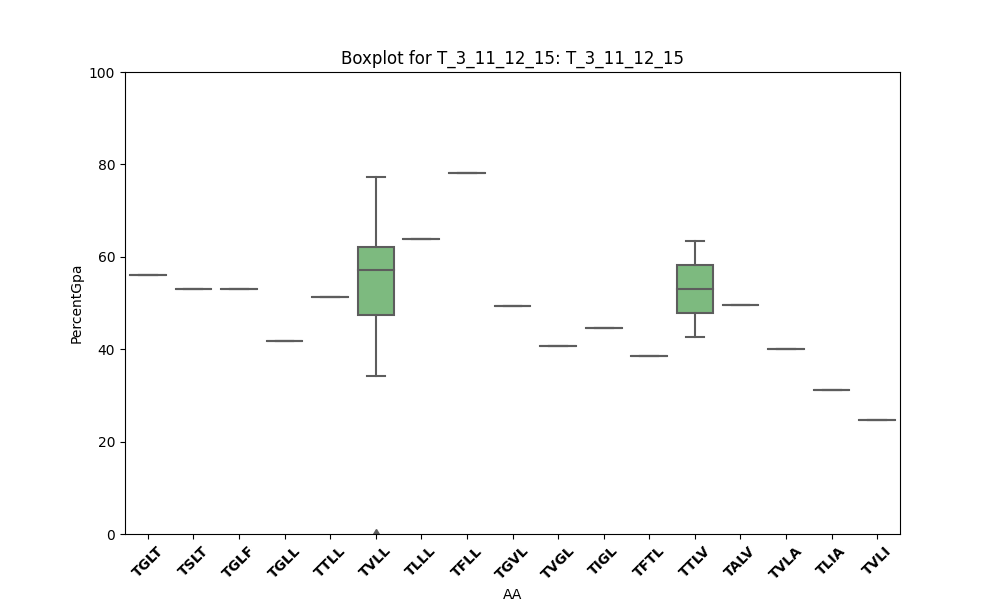 Boxplot for T_3_11_12_15: T_3_11_12_15
100
80
60
40
20
0
PercentGpa
TGLT TSLT TGLF TGLL TTLL TVLL TLLL TFLL TGVL TVGL TIGL TFTL TTLV TALV TVLA TLIA TVLI
AA